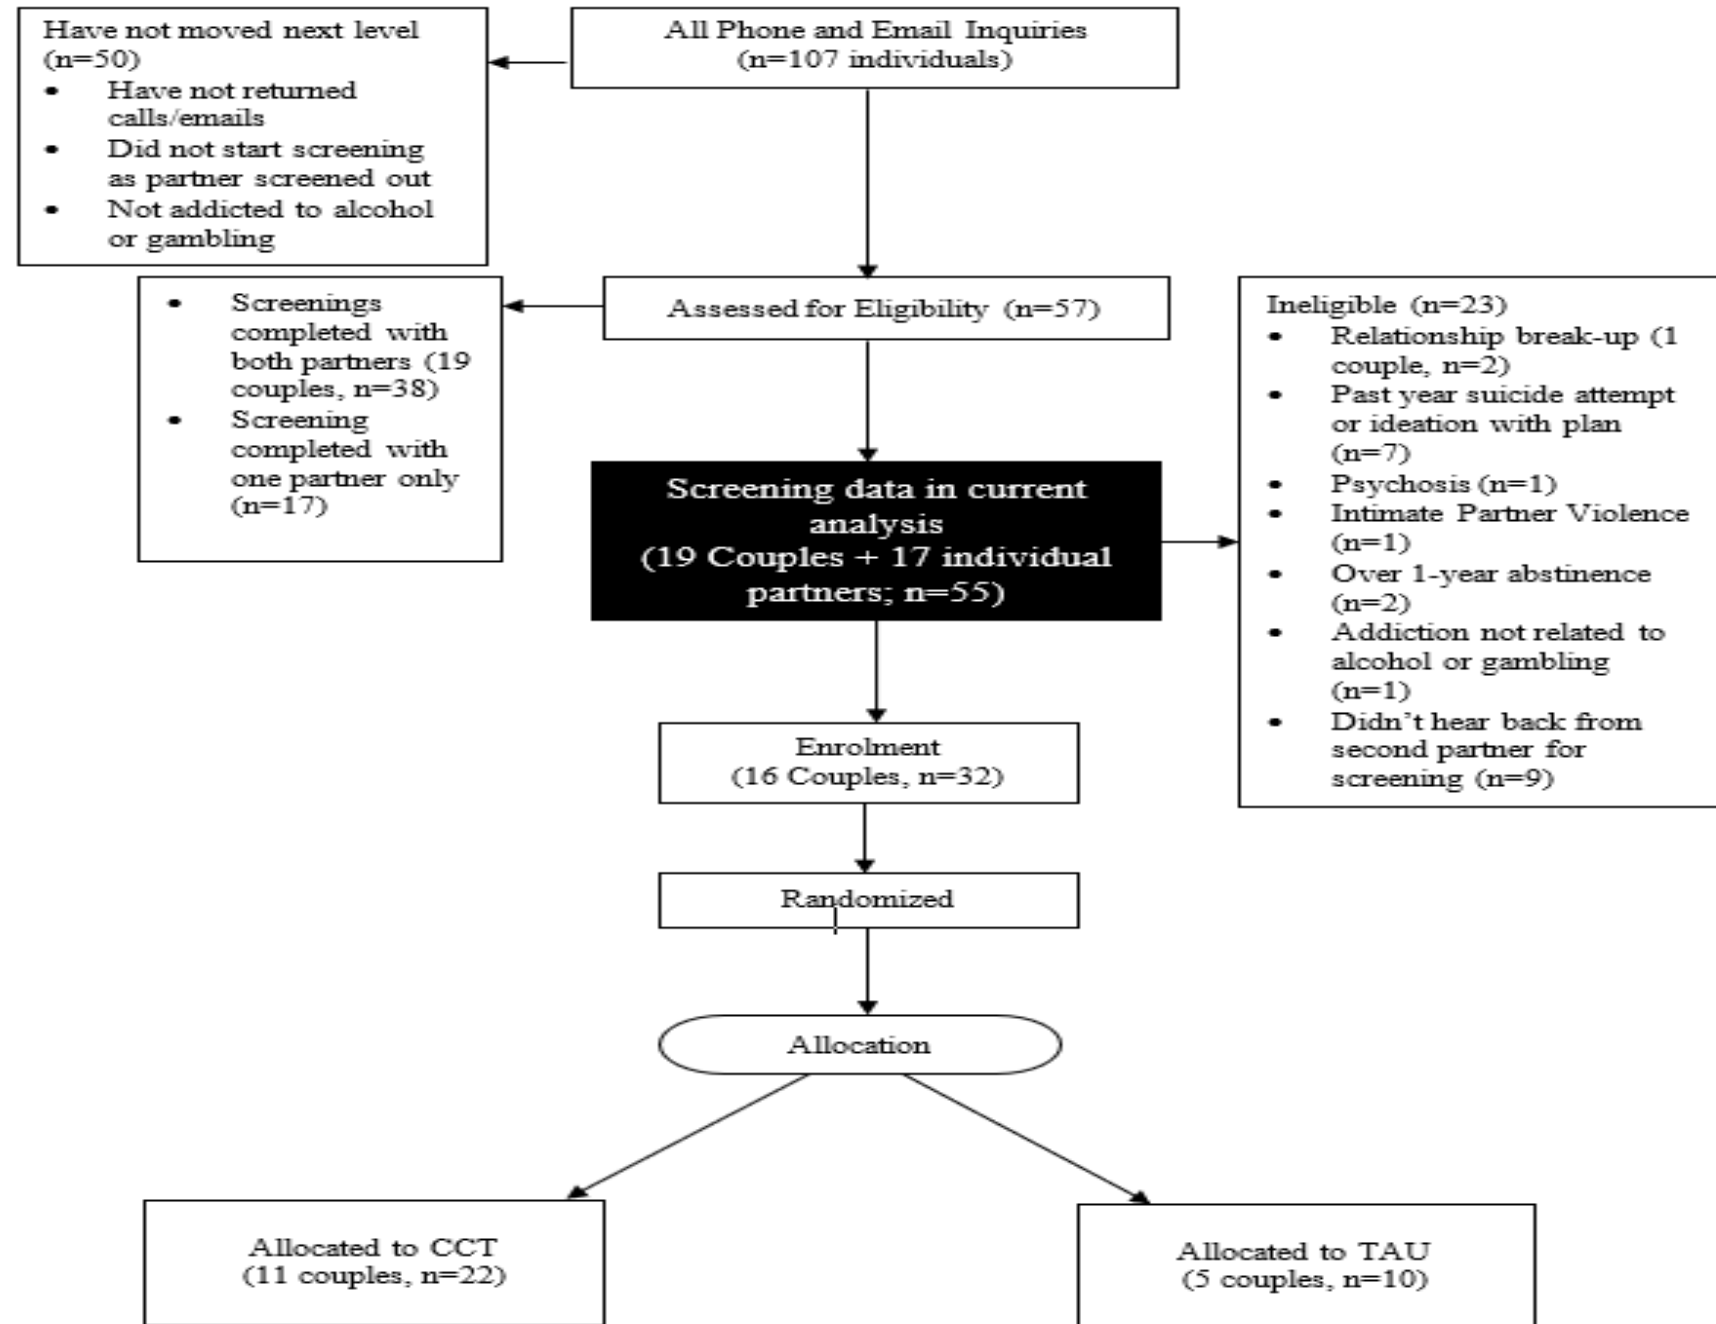 Have not moved next level
(n=50)
• Have not returned
calls/emails
• Did not start screening
as partner screened out
• Not addicted to alcohol
or gambling
All Phone and Email Inquiries
(n=107 individuals)
• Screenings
completed with
both partners (19
couples, n=38)
• Screening
completed with
one partner only
(n=17)
Assessed for Eligibility (n=57)
Ineligible (n=23)
• Relationship break-up (1
couple, n=2)
• Past year suicide attempt
or ideation with plan
(n=7)
• Psychosis (n=1)
• Intimate Partner Violence
(n=1)
• Over 1-year abstinence
(n=2)
• Addiction not related to
alcohol or gambling
(n=1)
• Didn’t hear back from
second partner for
screening (n=9)
Screening data in current
analysis
(19 Couples + 17 individual
partners; n=55)
Enrolment
(16 Couples, n=32)
Randomized
Allocation
Allocated to CCT
(11 couples, n=22)
Allocated to TAU
(5 couples, n=10)